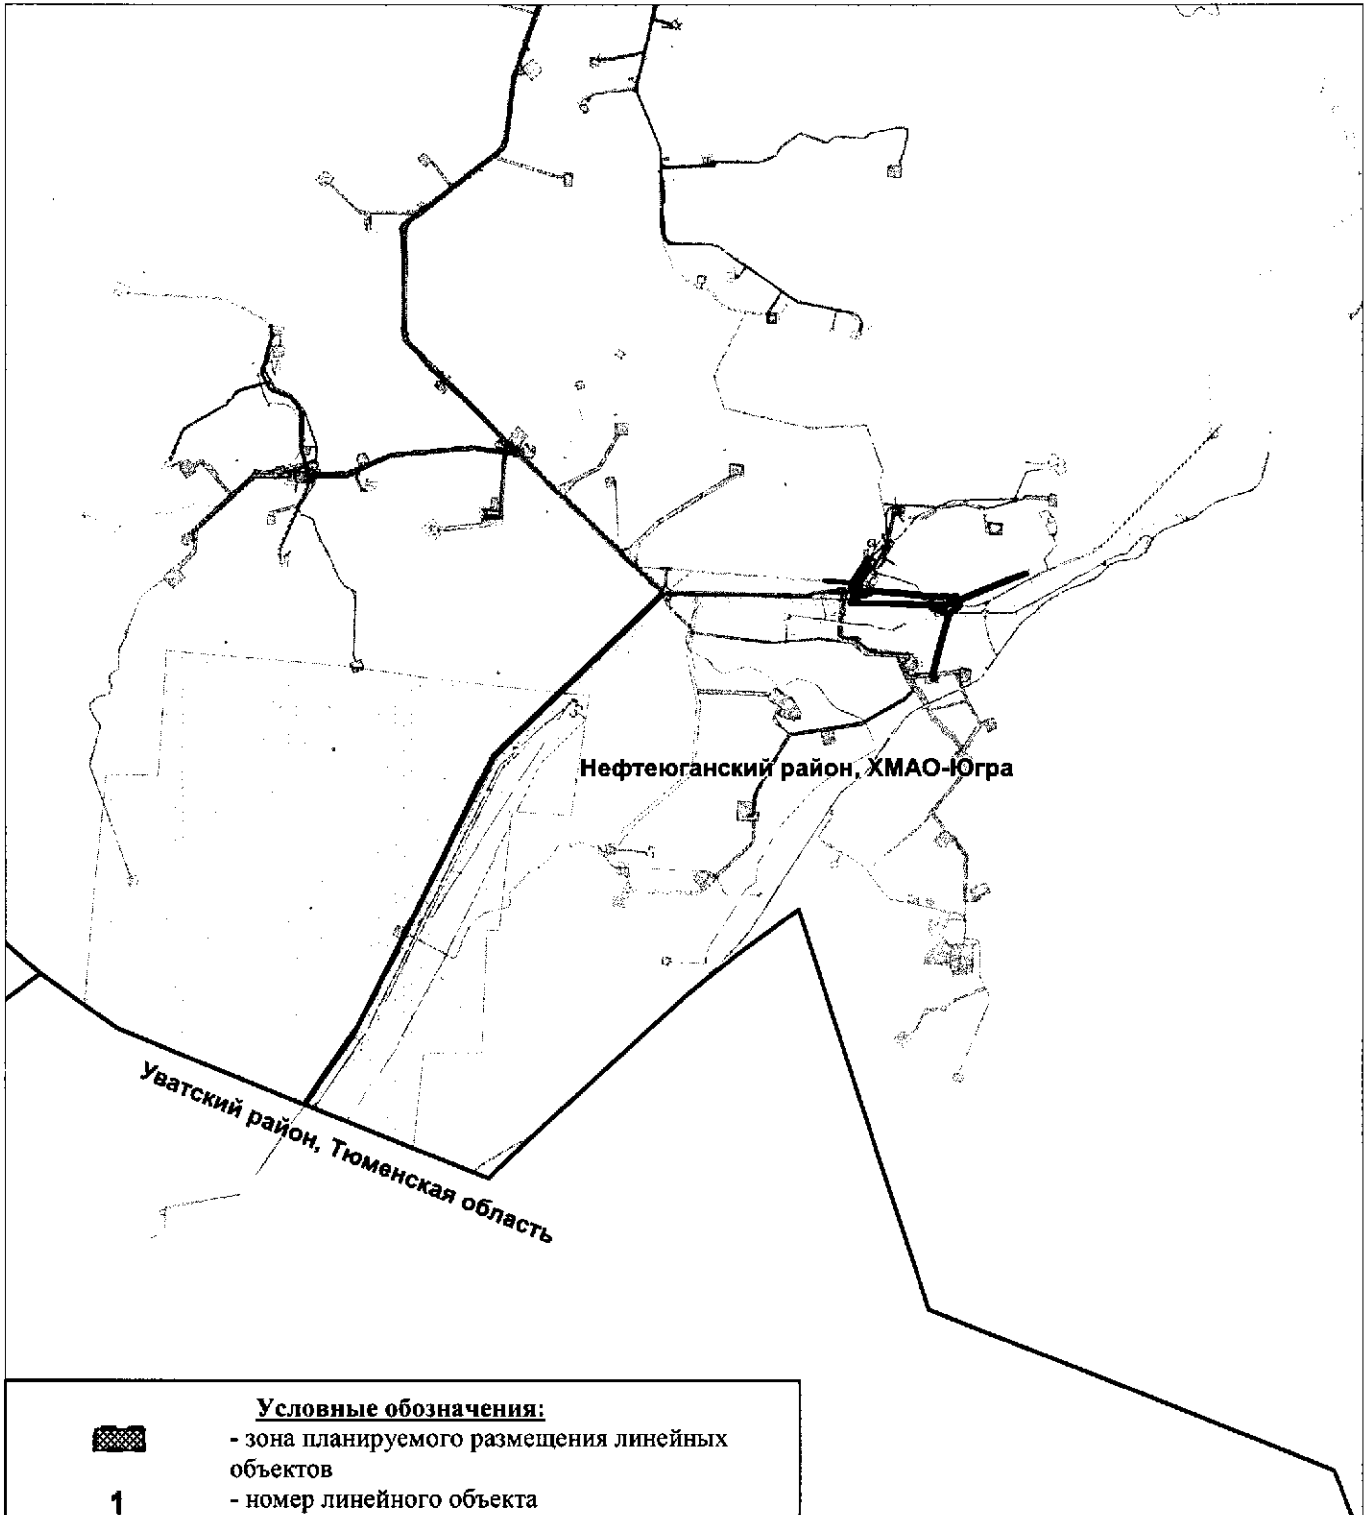 Нефтеюганский район, ХМАО-Югра
Уватский район, Тюменская область
Условные обозначения:
- зона планируемого размещения линейных
объектов
1 - номер линейного объекта